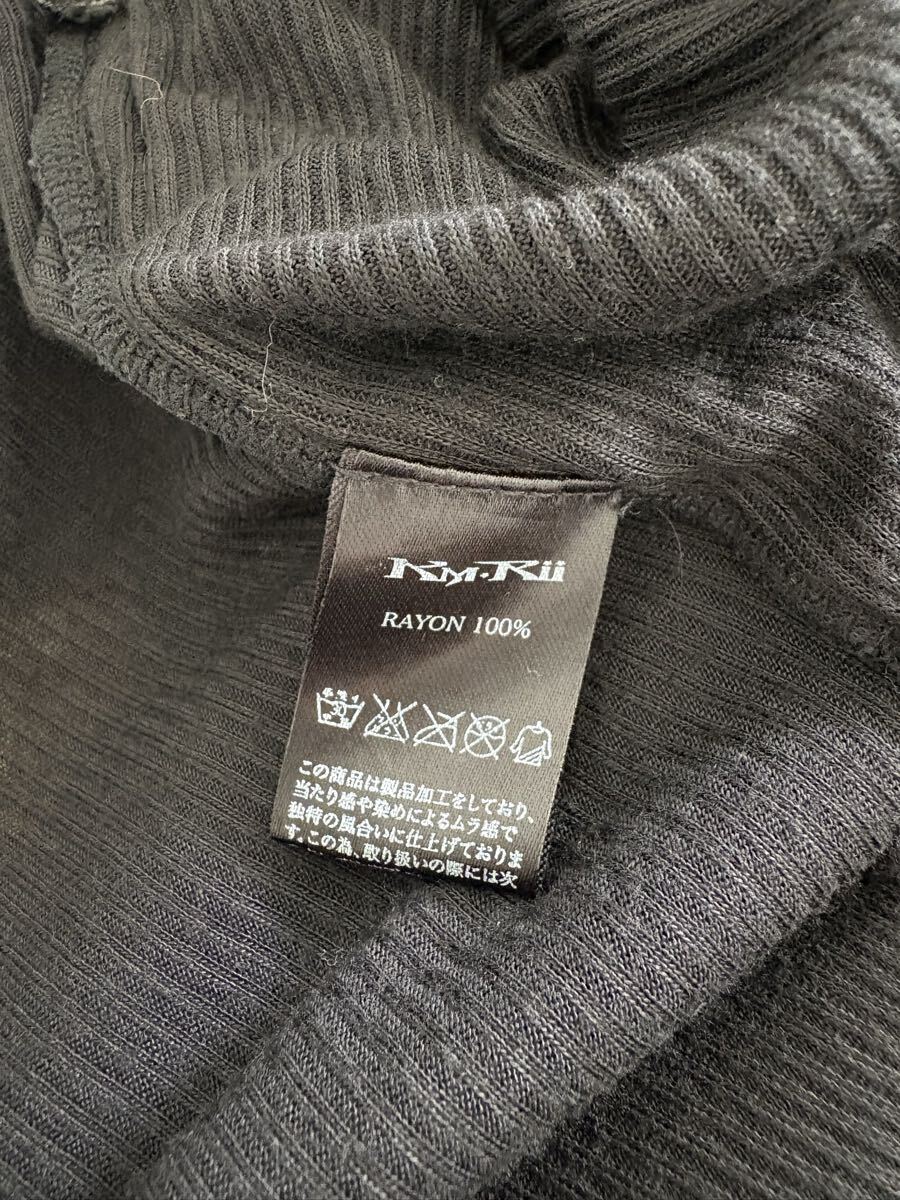 KMRii
RAYON 100%
30
この商品は製品加工をしており、
当たり感や染めによるムラ感で
独特の風合いに仕上げておりま
す。この為、取り扱いの際には次